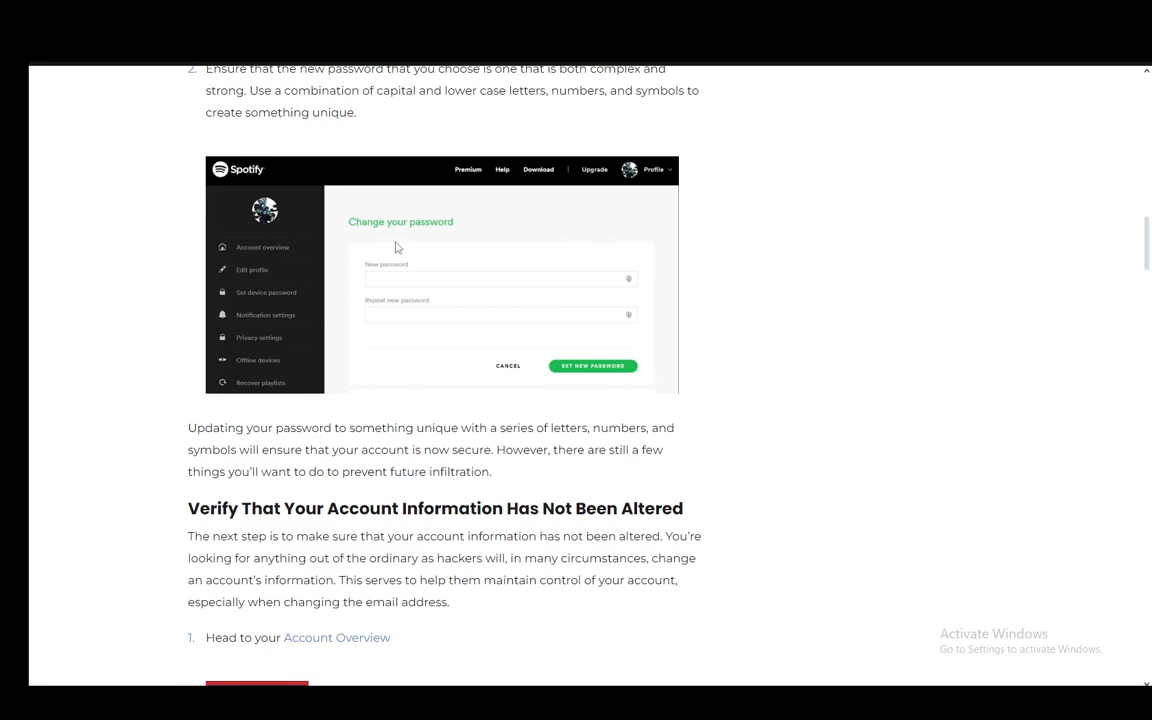 2. Ensure that the new password that you choose is one that is both complex and
strong. Use a combination of capital and lower case letters, numbers, and symbols to
create something unique.
Spotify
Premium Help Download | Upgrade Profile
Change your password
Account overview
New password
Edit profile
Set device password
Repeat new password
Notification settings
Privacy settings
Offline devices
CANCEL SET NEW PASSWORD
Recover playlists
Updating your password to something unique with a series of letters, numbers, and
symbols will ensure that your account is now secure. However, there are still a few
things you’ll want to do to prevent future infiltration.
Verify That Your Account Information Has Not Been Altered
The next step is to make sure that your account information has not been altered. You’re
looking for anything out of the ordinary as hackers will, in many circumstances, change
an account’s information. This serves to help them maintain control of your account,
especially when changing the email address.
1. Head to your Account Overview
Activate Windows
Go to Settings to activate Windows.